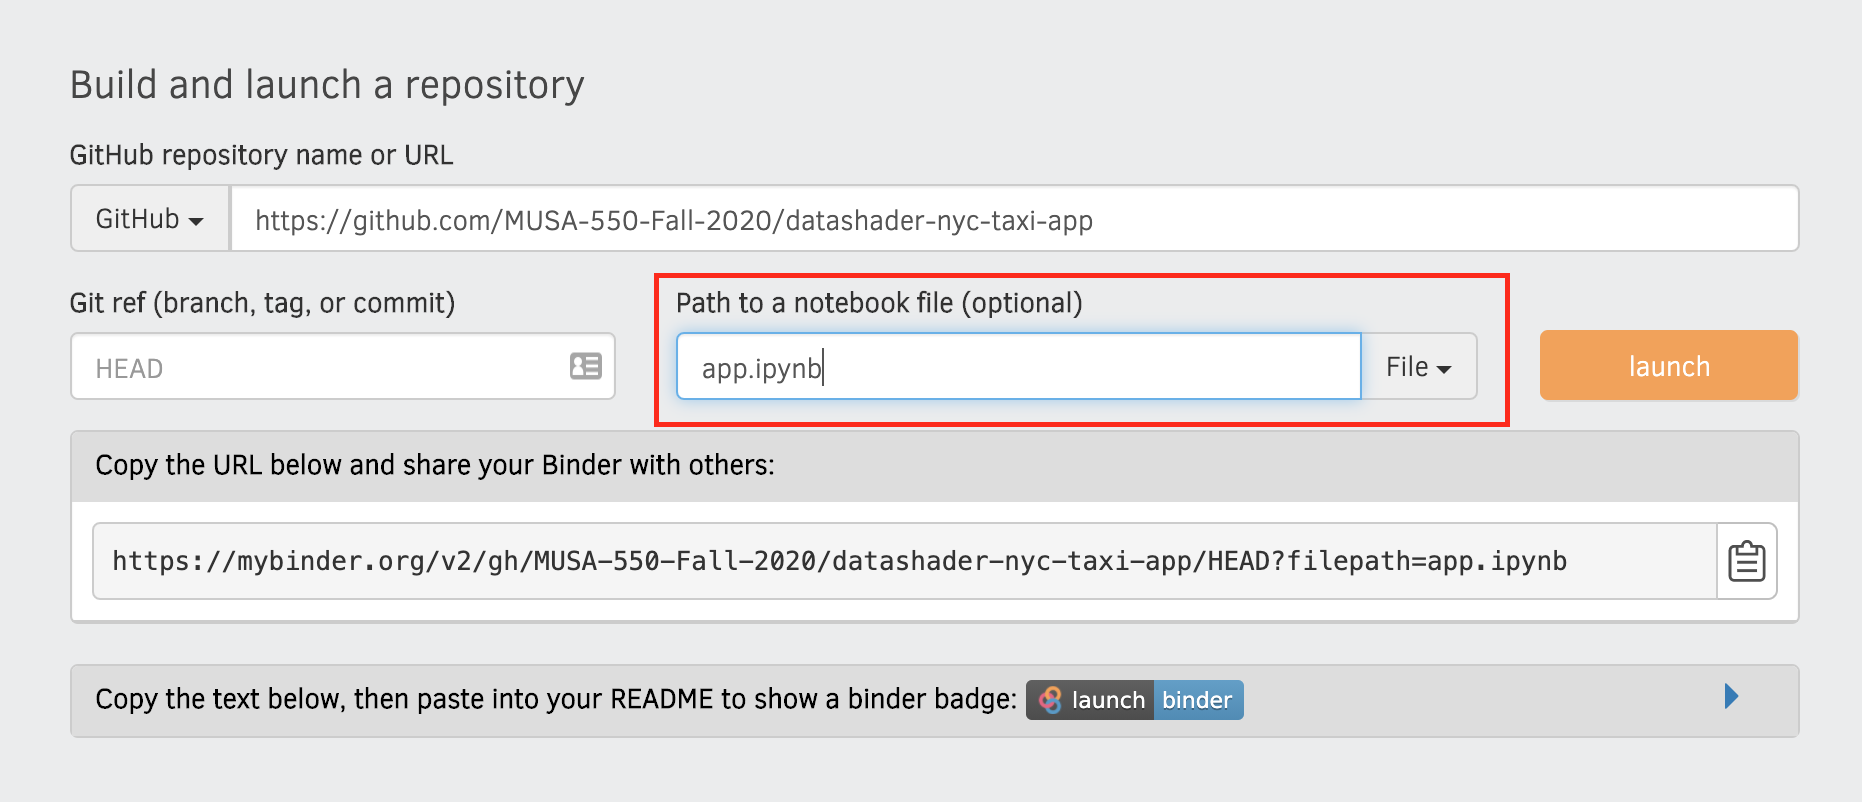 Build and launch a repository
GitHub repository name or URL
GitHub https://github.com/MUSA-550-Fall-2020/datashader-nyc-taxi-app
Git ref (branch, tag, or commit) Path to a notebook file (optional)
HEAD app.ipynb File launch
Copy the URL below and share your Binder with others:
https://mybinder.org/v2/gh/MUSA-550-Fall-2020/datashader-nyc-taxi-app/HEAD?filepath=app.ipynb
Copy the text below, then paste into your README to show a binder badge: launch binder